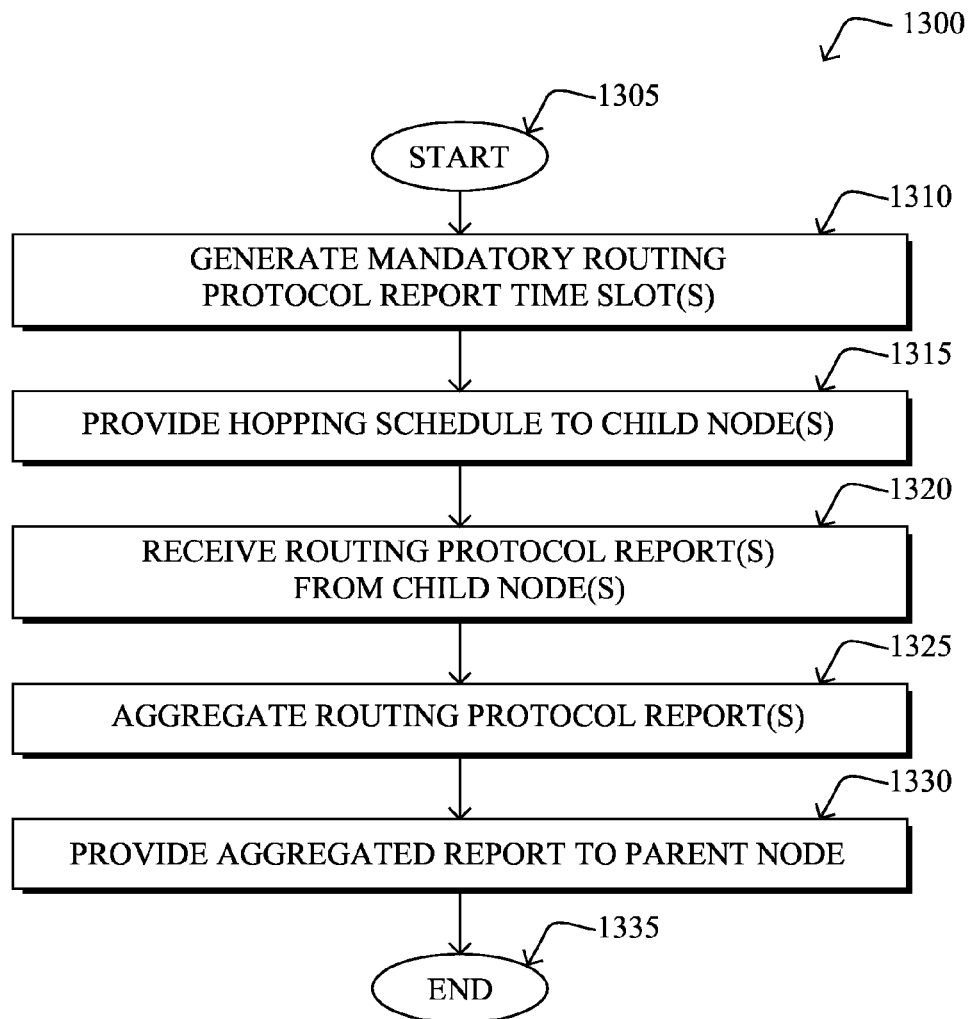 1300
1305
START
1310
GENERATE MANDATORY ROUTING
PROTOCOL REPORT TIME SLOT(S)
1315
PROVIDE HOPPING SCHEDULE TO CHILD NODE(S)
1320
RECEIVE ROUTING PROTOCOL REPORT(S)
FROM CHILD NODE(S)
1325
AGGREGATE ROUTING PROTOCOL REPORT(S)
1330
PROVIDE AGGREGATED REPORT TO PARENT NODE
1335
END